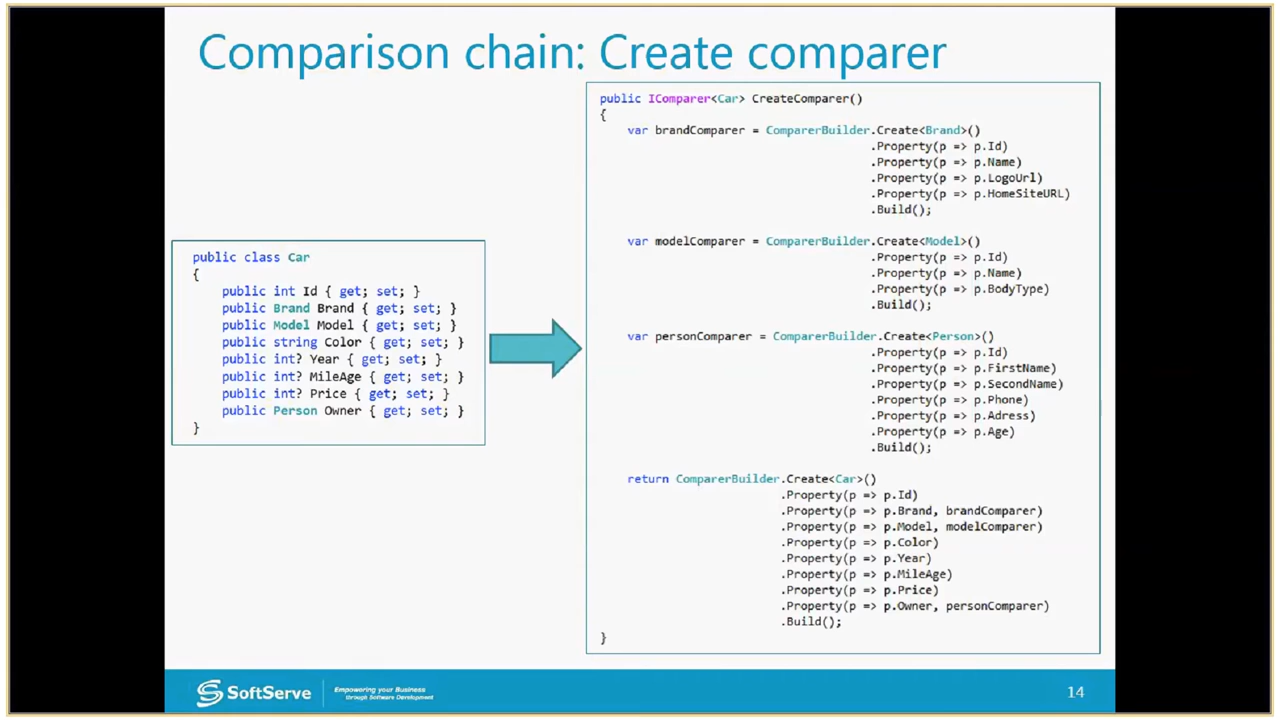 Comparison chain: Create comparer
public class Car
{
public int Id { get; set; }
public Brand Brand { get; set; }
public Model Model { get; set; }
public string Color { get; set; }
public int? Year { get; set; }
public int? MileAge { get; set; }
public int? Price { get; set; }
public Person Owner { get; set; }
}
public IComparer<Car> CreateComparer()
{
var brandComparer = ComparerBuilder.Create<Brand>()
.Property(p => p.Id)
.Property(p => p.Name)
.Property(p => p.LogoUrl)
.Property(p => p.HomeSiteURL)
.Build();
var modelComparer = ComparerBuilder.Create<Model>()
.Property(p => p.Id)
.Property(p => p.Name)
.Property(p => p.BodyType)
.Build();
var personComparer = ComparerBuilder.Create<Person>()
.Property(p => p.Id)
.Property(p => p.FirstName)
.Property(p => p.SecondName)
.Property(p => p.Phone)
.Property(p => p.Adress)
.Property(p => p.Age)
.Build();
return ComparerBuilder.Create<Car>()
.Property(p => p.Id)
.Property(p => p.Brand, brandComparer)
.Property(p => p.Model, modelComparer)
.Property(p => p.Color)
.Property(p => p.Year)
.Property(p => p.MileAge)
.Property(p => p.Price)
.Property(p => p.Owner, personComparer)
.Build();
}
SoftServe
Empowering your Business
through Software Development
14